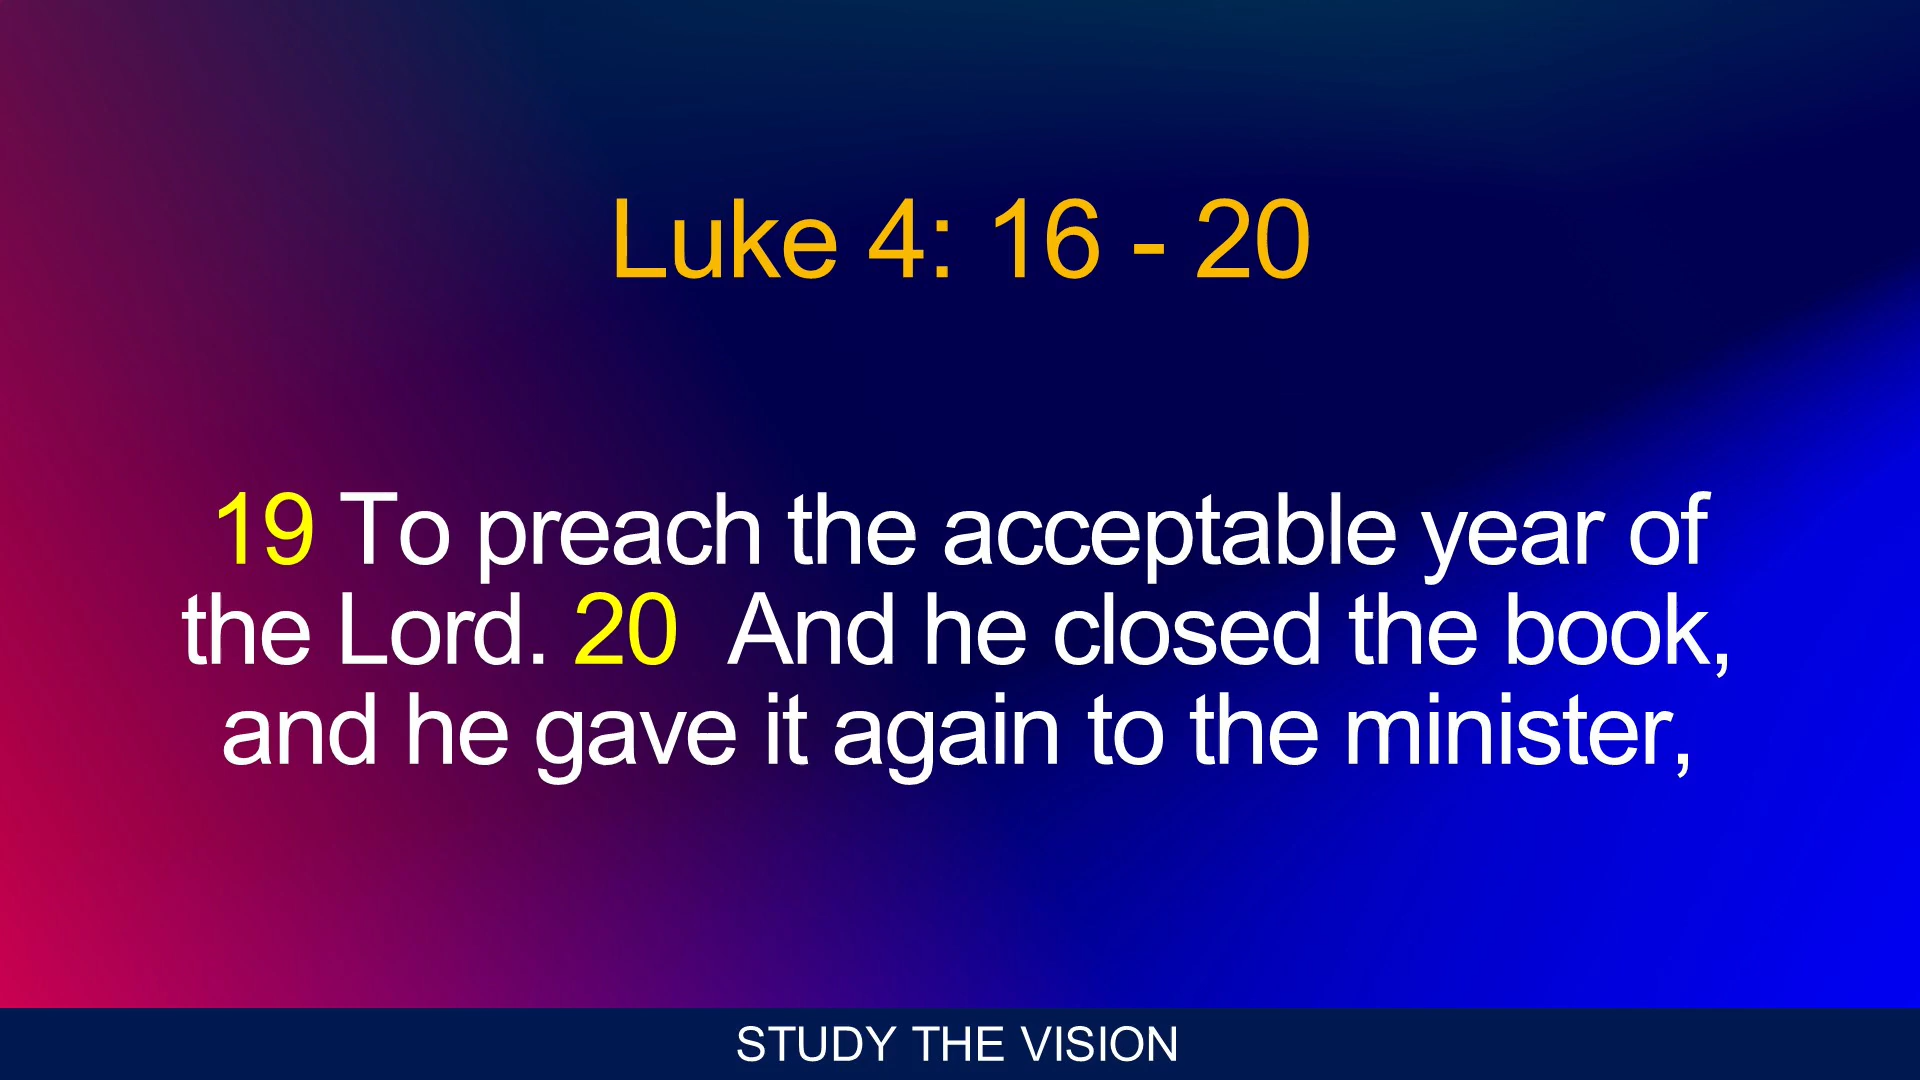 Luke 4: 16 - 20
19 To preach the acceptable year of
the Lord. 20  And he closed the book,
and he gave it again to the minister,
STUDY THE VISION